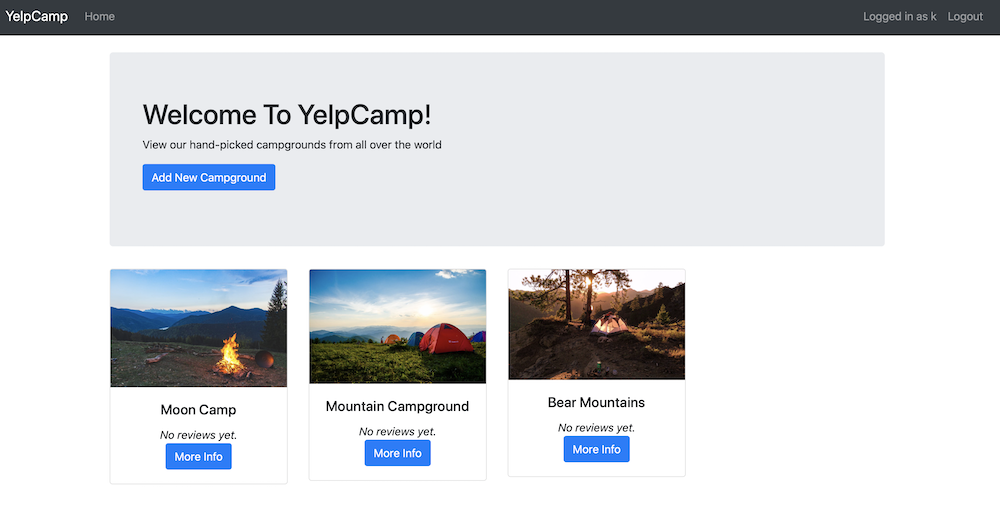 YelpCamp Home Logged in as k Logout
Welcome To YelpCamp!
View our hand-picked campgrounds from all over the world
Add New Campground
Moon Camp
No reviews yet.
More Info
Mountain Campground
No reviews yet.
More Info
Bear Mountains
No reviews yet.
More Info